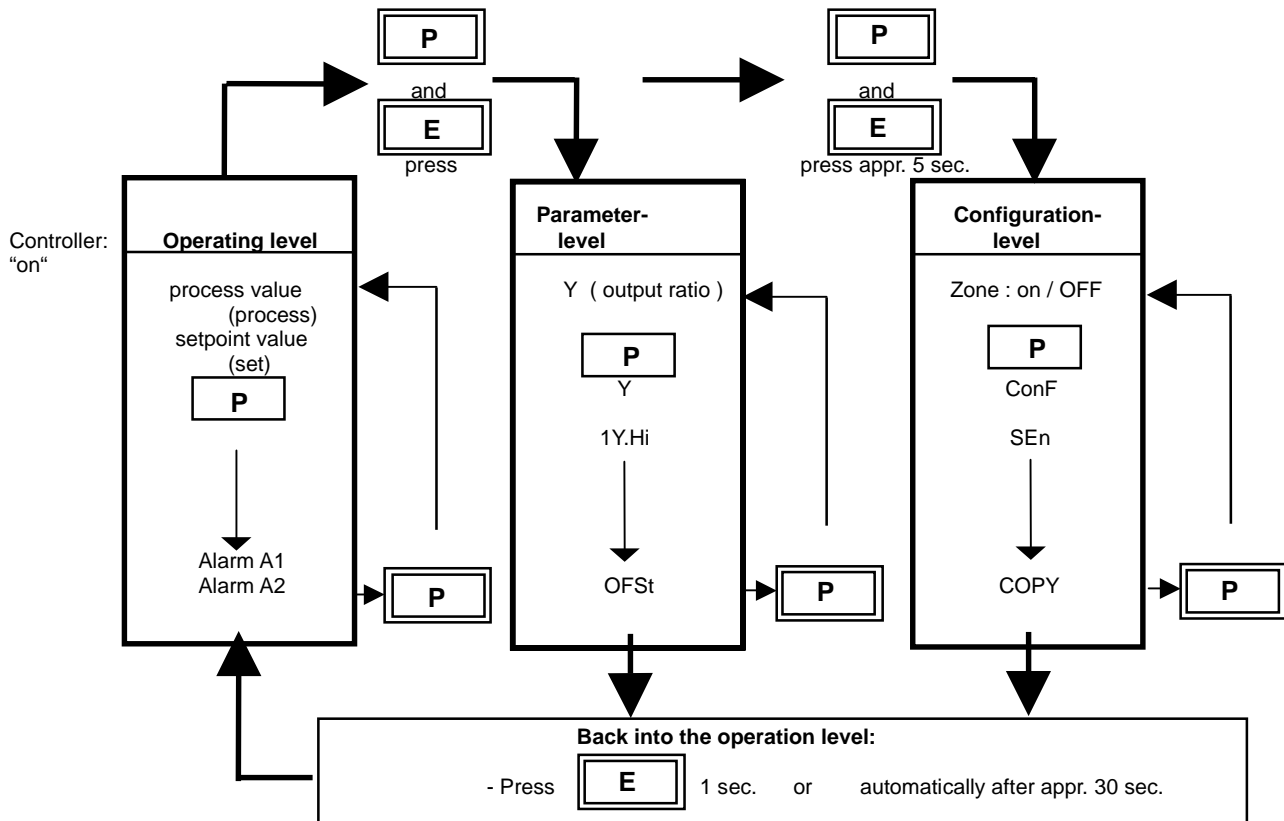 P
and
E
press
P
and
E
press appr. 5 sec.
Controller:
“on“
Operating level
process value
(process)
setpoint value
(set)
P
Alarm A1
Alarm A2
P
Parameter-
level
Y ( output ratio )
P
Y
1Y.Hi
OFSt
P
Configuration-
level
Zone : on / OFF
P
ConF
SEn
COPY
P
Back into the operation level:
- Press E 1 sec. or automatically after appr. 30 sec.